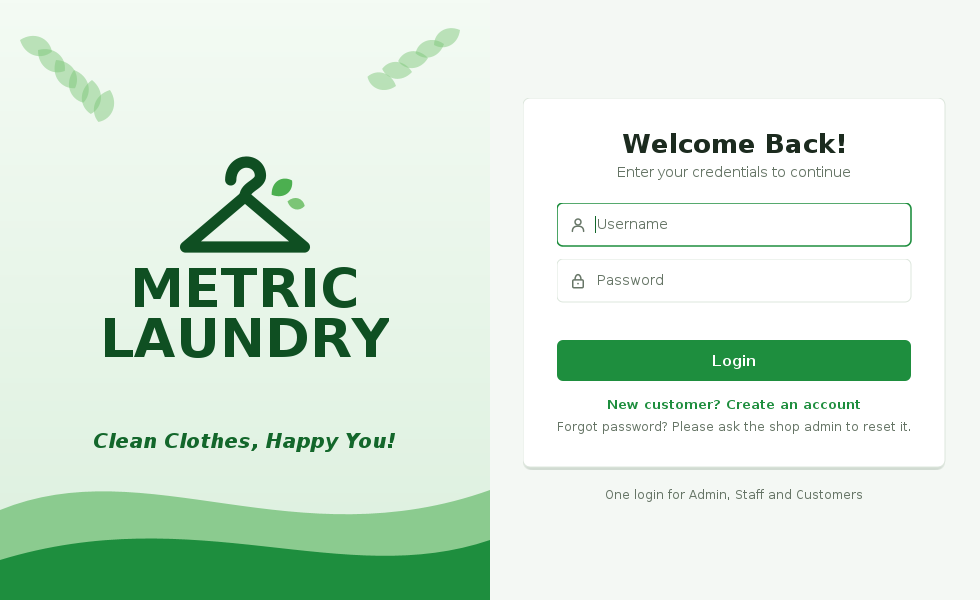 METRIC
LAUNDRY
Clean Clothes, Happy You!
Welcome Back!
Enter your credentials to continue
Username
Password
Login
New customer? Create an account
Forgot password? Please ask the shop admin to reset it.
One login for Admin, Staff and Customers